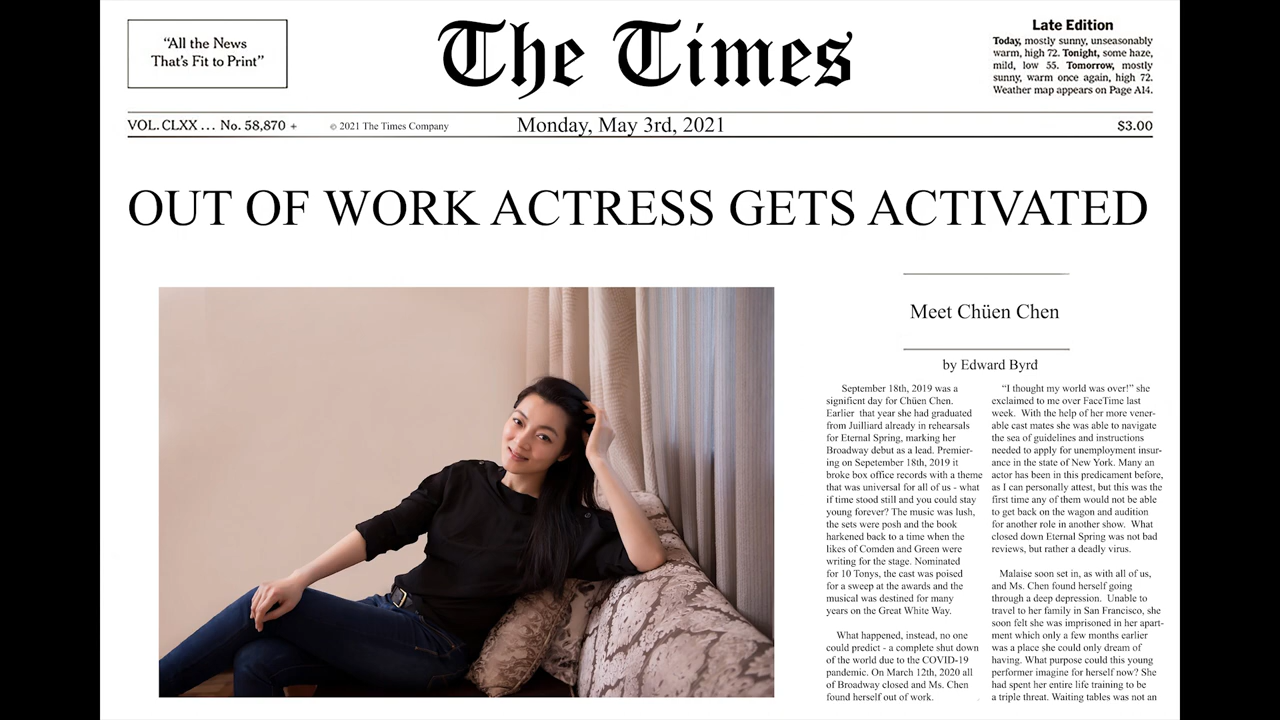 “All the News
That’s Fit to Print”
The Times
Late Edition
Today, mostly sunny, unseasonably
warm, high 72. Tonight, some haze,
mild, low 55. Tomorrow, mostly
sunny, warm once again, high 72.
Weather map appears on Page A14.
VOL. CLXX ... No. 58,870 +
© 2021 The Times Company
Monday, May 3rd, 2021
$3.00
OUT OF WORK ACTRESS GETS ACTIVATED
Meet Chüen Chen
by Edward Byrd
September 18th, 2019 was a
signifient day for Chüen Chen.
Earlier that year she had graduated
from Juilliard already in rehearsals
for Eternal Spring, marking her
Broadway debut as a lead. Premier-
ing on Sepetember 18th, 2019 it
broke box office records with a theme
that was universal for all of us - what
if time stood still and you could stay
young forever? The music was lush,
the sets were posh and the book
harkened back to a time when the
likes of Comden and Green were
writing for the stage. Nominated
for 10 Tonys, the cast was poised
for a sweep at the awards and the
musical was destined for many
years on the Great White Way.
What happened, instead, no one
could predict - a complete shut down
of the world due to the COVID-19
pandemic. On March 12th, 2020 all
of Broadway closed and Ms. Chen
found herself out of work.
“I thought my world was over!” she
exclaimed to me over FaceTime last
week. With the help of her more vener-
able cast mates she was able to navigate
the sea of guidelines and instructions
needed to apply for unemployment insur-
ance in the state of New York. Many an
actor has been in this predicament before,
as I can personally attest, but this was the
first time any of them would not be able
to get back on the wagon and audition
for another role in another show. What
closed down Eternal Spring was not bad
reviews, but rather a deadly virus.
Malaise soon set in, as with all of us,
and Ms. Chen found herself going
through a deep depression. Unable to
travel to her family in San Francisco, she
soon felt she was imprisoned in her apart-
ment which only a few months earlier
was a place she could only dream of
having. What purpose could this young
performer imagine for herself now? She
had spent her entire life training to be
a triple threat. Waiting tables was not an